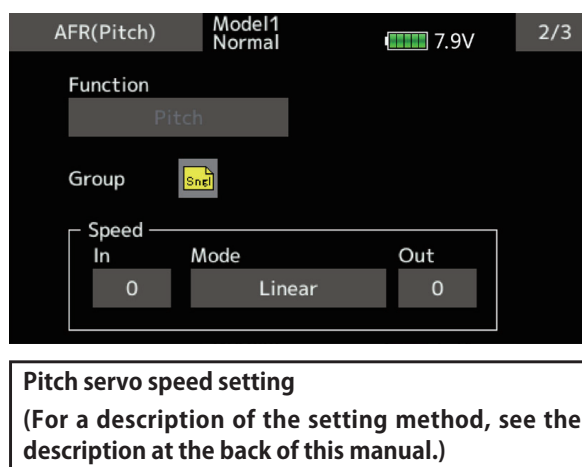 AFR(Pitch)
Model1
Normal
7.9V
2/3
Function
Pitch
Group
Sngl
Speed
In
Mode
Out
0
Linear
0
Pitch servo speed setting
(For a description of the setting method, see the
description at the back of this manual.)